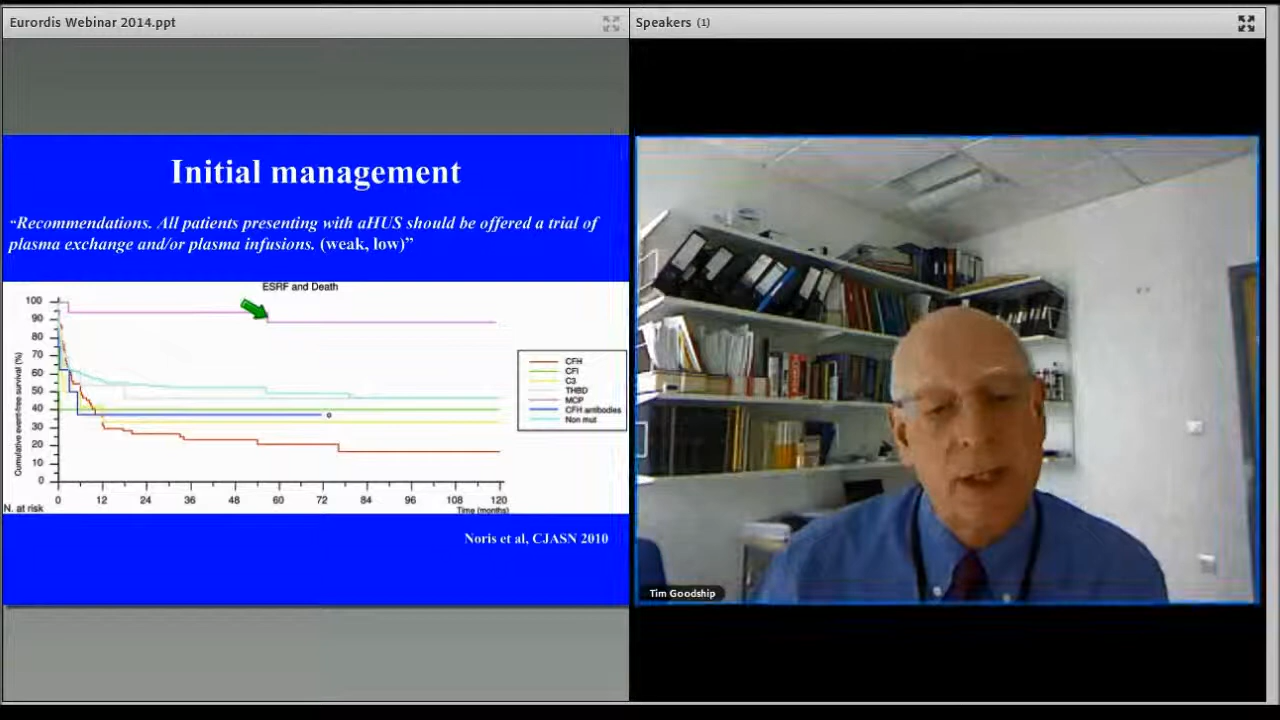 Eurordis Webinar 2014.ppt
Speakers (1)
Initial management
“Recommendations. All patients presenting with aHUS should be offered a trial of
plasma exchange and/or plasma infusions. (weak, low)”
ESRF and Death
Cumulative event-free survival (%)
100
90
80
70
60
50
40
30
20
10
0
0 12 24 36 48 60 72 84 96 108 120
N. at risk
Time (months)
CFH
CFI
C3
THBD
MCP
CFH antibodies
Non mut
Noris et al, CJASN 2010
Tim Goodship